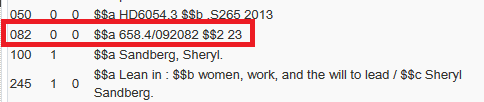 050 0 0 $$a HD6054.3 $$b .S265 2013
082 0 0 $$a 658.4/092082 $$2 23
100 1 $$a Sandberg, Sheryl.
245 1 0 $$a Lean in : $$b women, work, and the will to lead / $$c Sheryl
Sandberg.